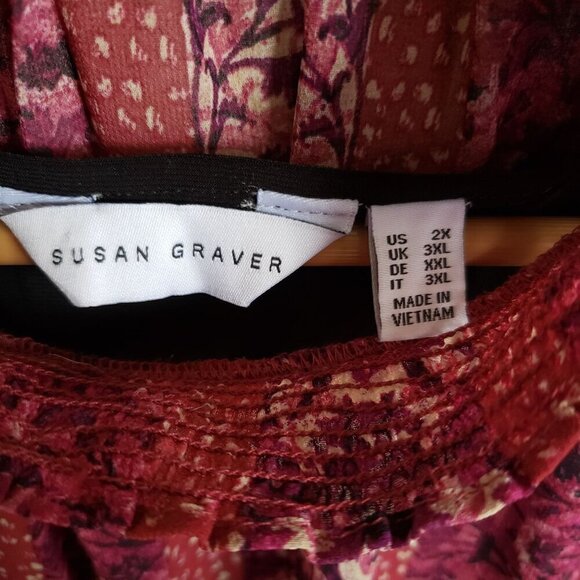 SUSAN GRAVER
US 2X
UK 3XL
DE XXL
IT 3XL
MADE IN
VIETNAM